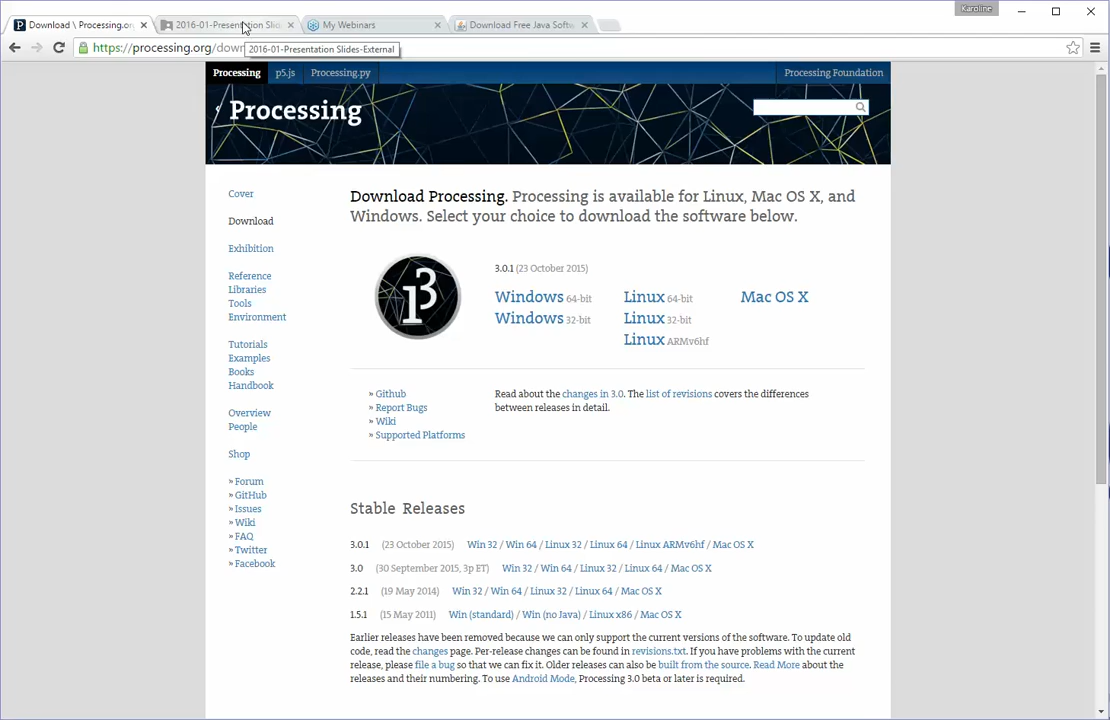 Karoline
Download \ Processing.or
2016-01-Presentation Slid
My Webinars
Download Free Java Softw
https://processing.org/down
2016-01-Presentation Slides-External
Processing
p5.js
Processing.py
Processing Foundation
Processing
Cover
Download
Exhibition
Reference
Libraries
Tools
Environment
Tutorials
Examples
Books
Handbook
Overview
People
Shop
» Forum
» GitHub
» Issues
» Wiki
» FAQ
» Twitter
» Facebook
Download Processing. Processing is available for Linux, Mac OS X, and
Windows. Select your choice to download the software below.
3.0.1 (23 October 2015)
Windows 64-bit Linux 64-bit Mac OS X
Windows 32-bit Linux 32-bit
Linux ARMv6hf
» Github
» Report Bugs
» Wiki
» Supported Platforms
Read about the changes in 3.0. The list of revisions covers the differences
between releases in detail.
Stable Releases
3.0.1 (23 October 2015) Win 32 / Win 64 / Linux 32 / Linux 64 / Linux ARMv6hf / Mac OS X
3.0 (30 September 2015, 3p ET) Win 32 / Win 64 / Linux 32 / Linux 64 / Mac OS X
2.2.1 (19 May 2014) Win 32 / Win 64 / Linux 32 / Linux 64 / Mac OS X
1.5.1 (15 May 2011) Win (standard) / Win (no Java) / Linux x86 / Mac OS X
Earlier releases have been removed because we can only support the current versions of the software. To update old
code, read the changes page. Per-release changes can be found in revisions.txt. If you have problems with the current
release, please file a bug so that we can fix it. Older releases can also be built from the source. Read More about the
releases and their numbering. To use Android Mode, Processing 3.0 beta or later is required.